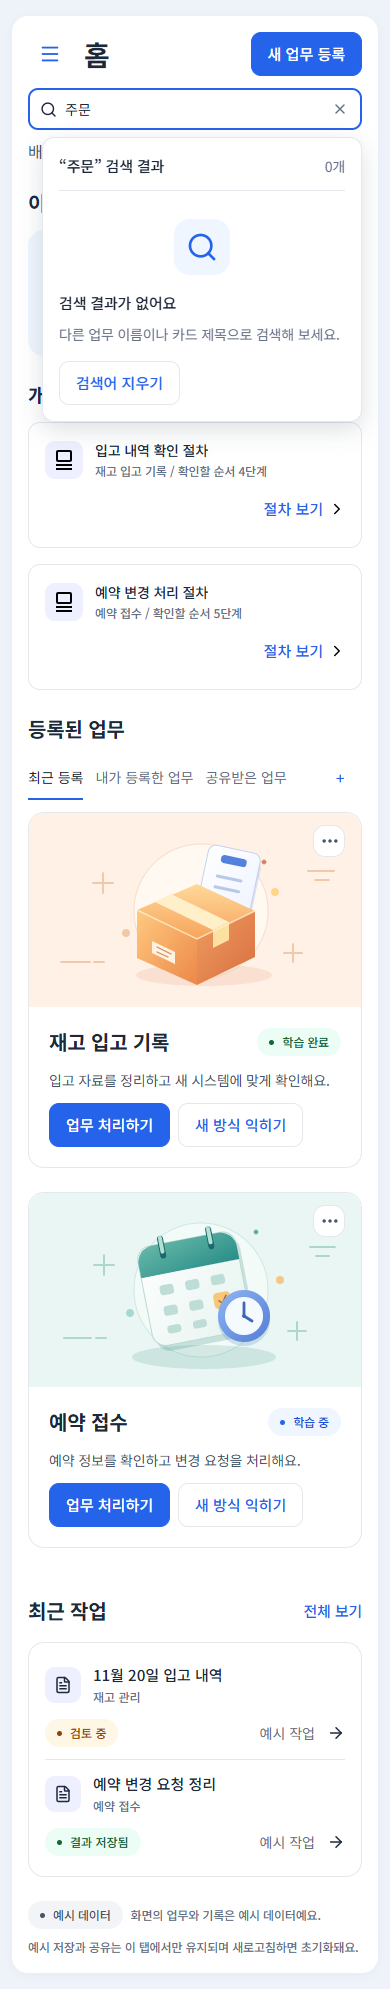 홈
새 업무 등록
주문
배
“주문” 검색 결과
0개
이
검색 결과가 없어요
다른 업무 이름이나 카드 제목으로 검색해 보세요.
검색어 지우기
개
입고 내역 확인 절차
재고 입고 기록 / 확인할 순서 4단계
절차 보기
예약 변경 처리 절차
예약 접수 / 확인할 순서 5단계
절차 보기
등록된 업무
최근 등록 내가 등록한 업무 공유받은 업무 +
재고 입고 기록
학습 완료
입고 자료를 정리하고 새 시스템에 맞게 확인해요.
업무 처리하기 새 방식 익히기
예약 접수
학습 중
예약 정보를 확인하고 변경 요청을 처리해요.
업무 처리하기 새 방식 익히기
최근 작업
전체 보기
11월 20일 입고 내역
재고 관리
검토 중
예시 작업
예약 변경 요청 정리
예약 접수
결과 저장됨
예시 작업
예시 데이터 화면의 업무와 기록은 예시 데이터예요.
예시 저장과 공유는 이 탭에서만 유지되며 새로고침하면 초기화돼요.